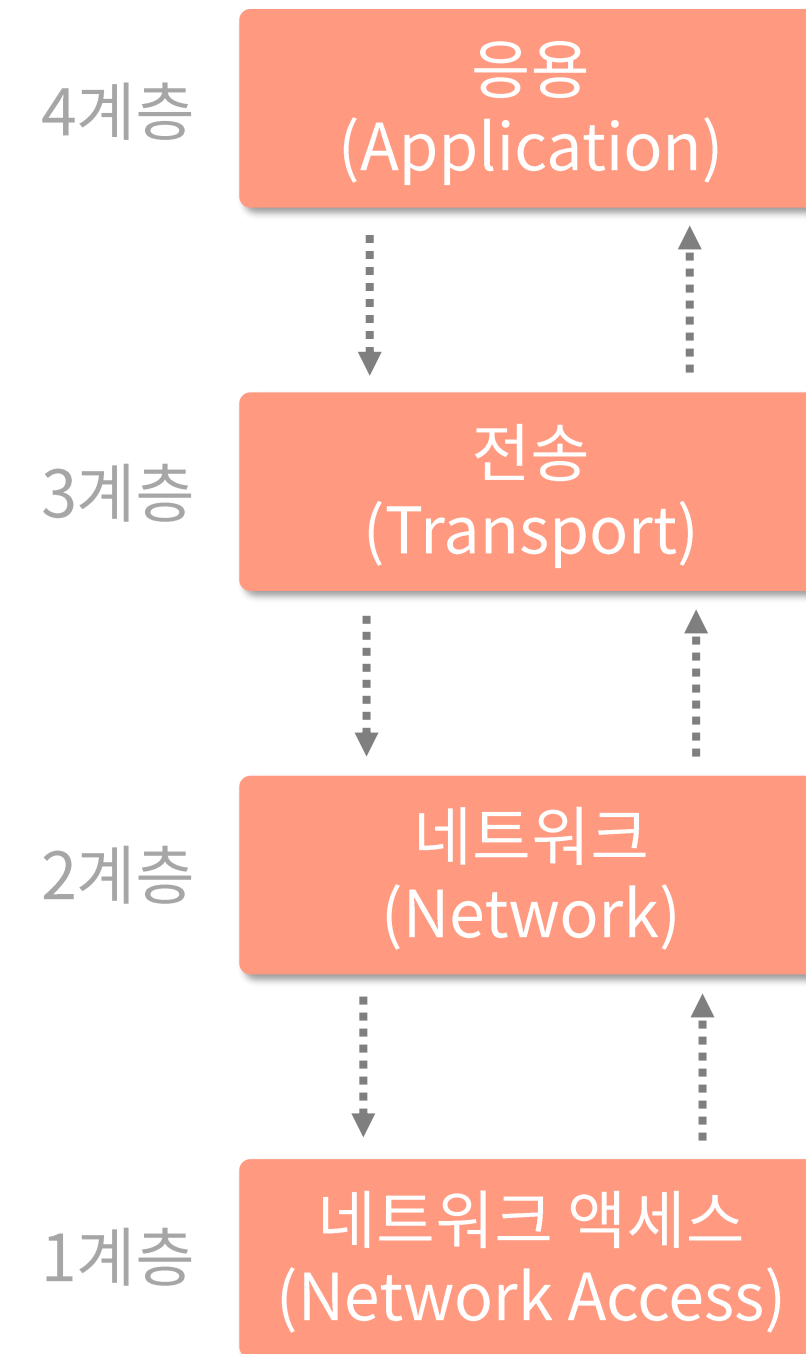 4계층
응용
(Application)
3계층
전송
(Transport)
2계층
네트워크
(Network)
1계층
네트워크 액세스
(Network Access)